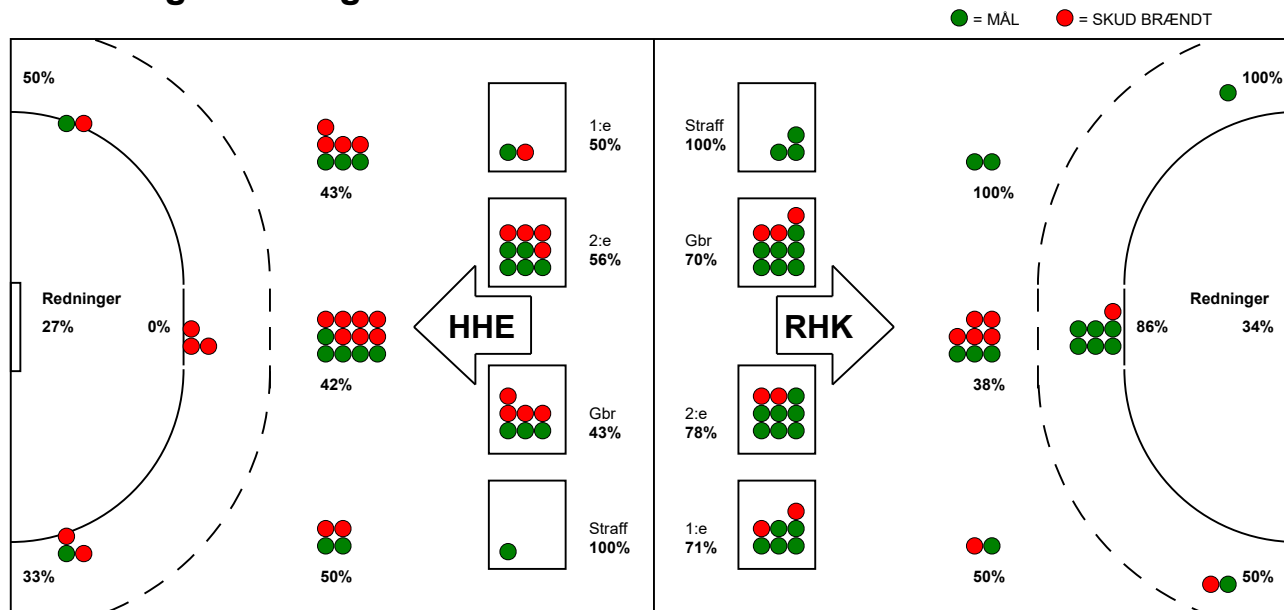 = MÅL = SKUD BRÆNDT
50%
1:e
50%
43%
2:e
56%
Redninger
27%
0%
HHE
42%
Gbr
43%
Straff
100%
33%
50%
Straff
100%
100%
100%
Gbr
70%
RHK
86%
Redninger
34%
38%
2:e
78%
1:e
71%
50%
50%